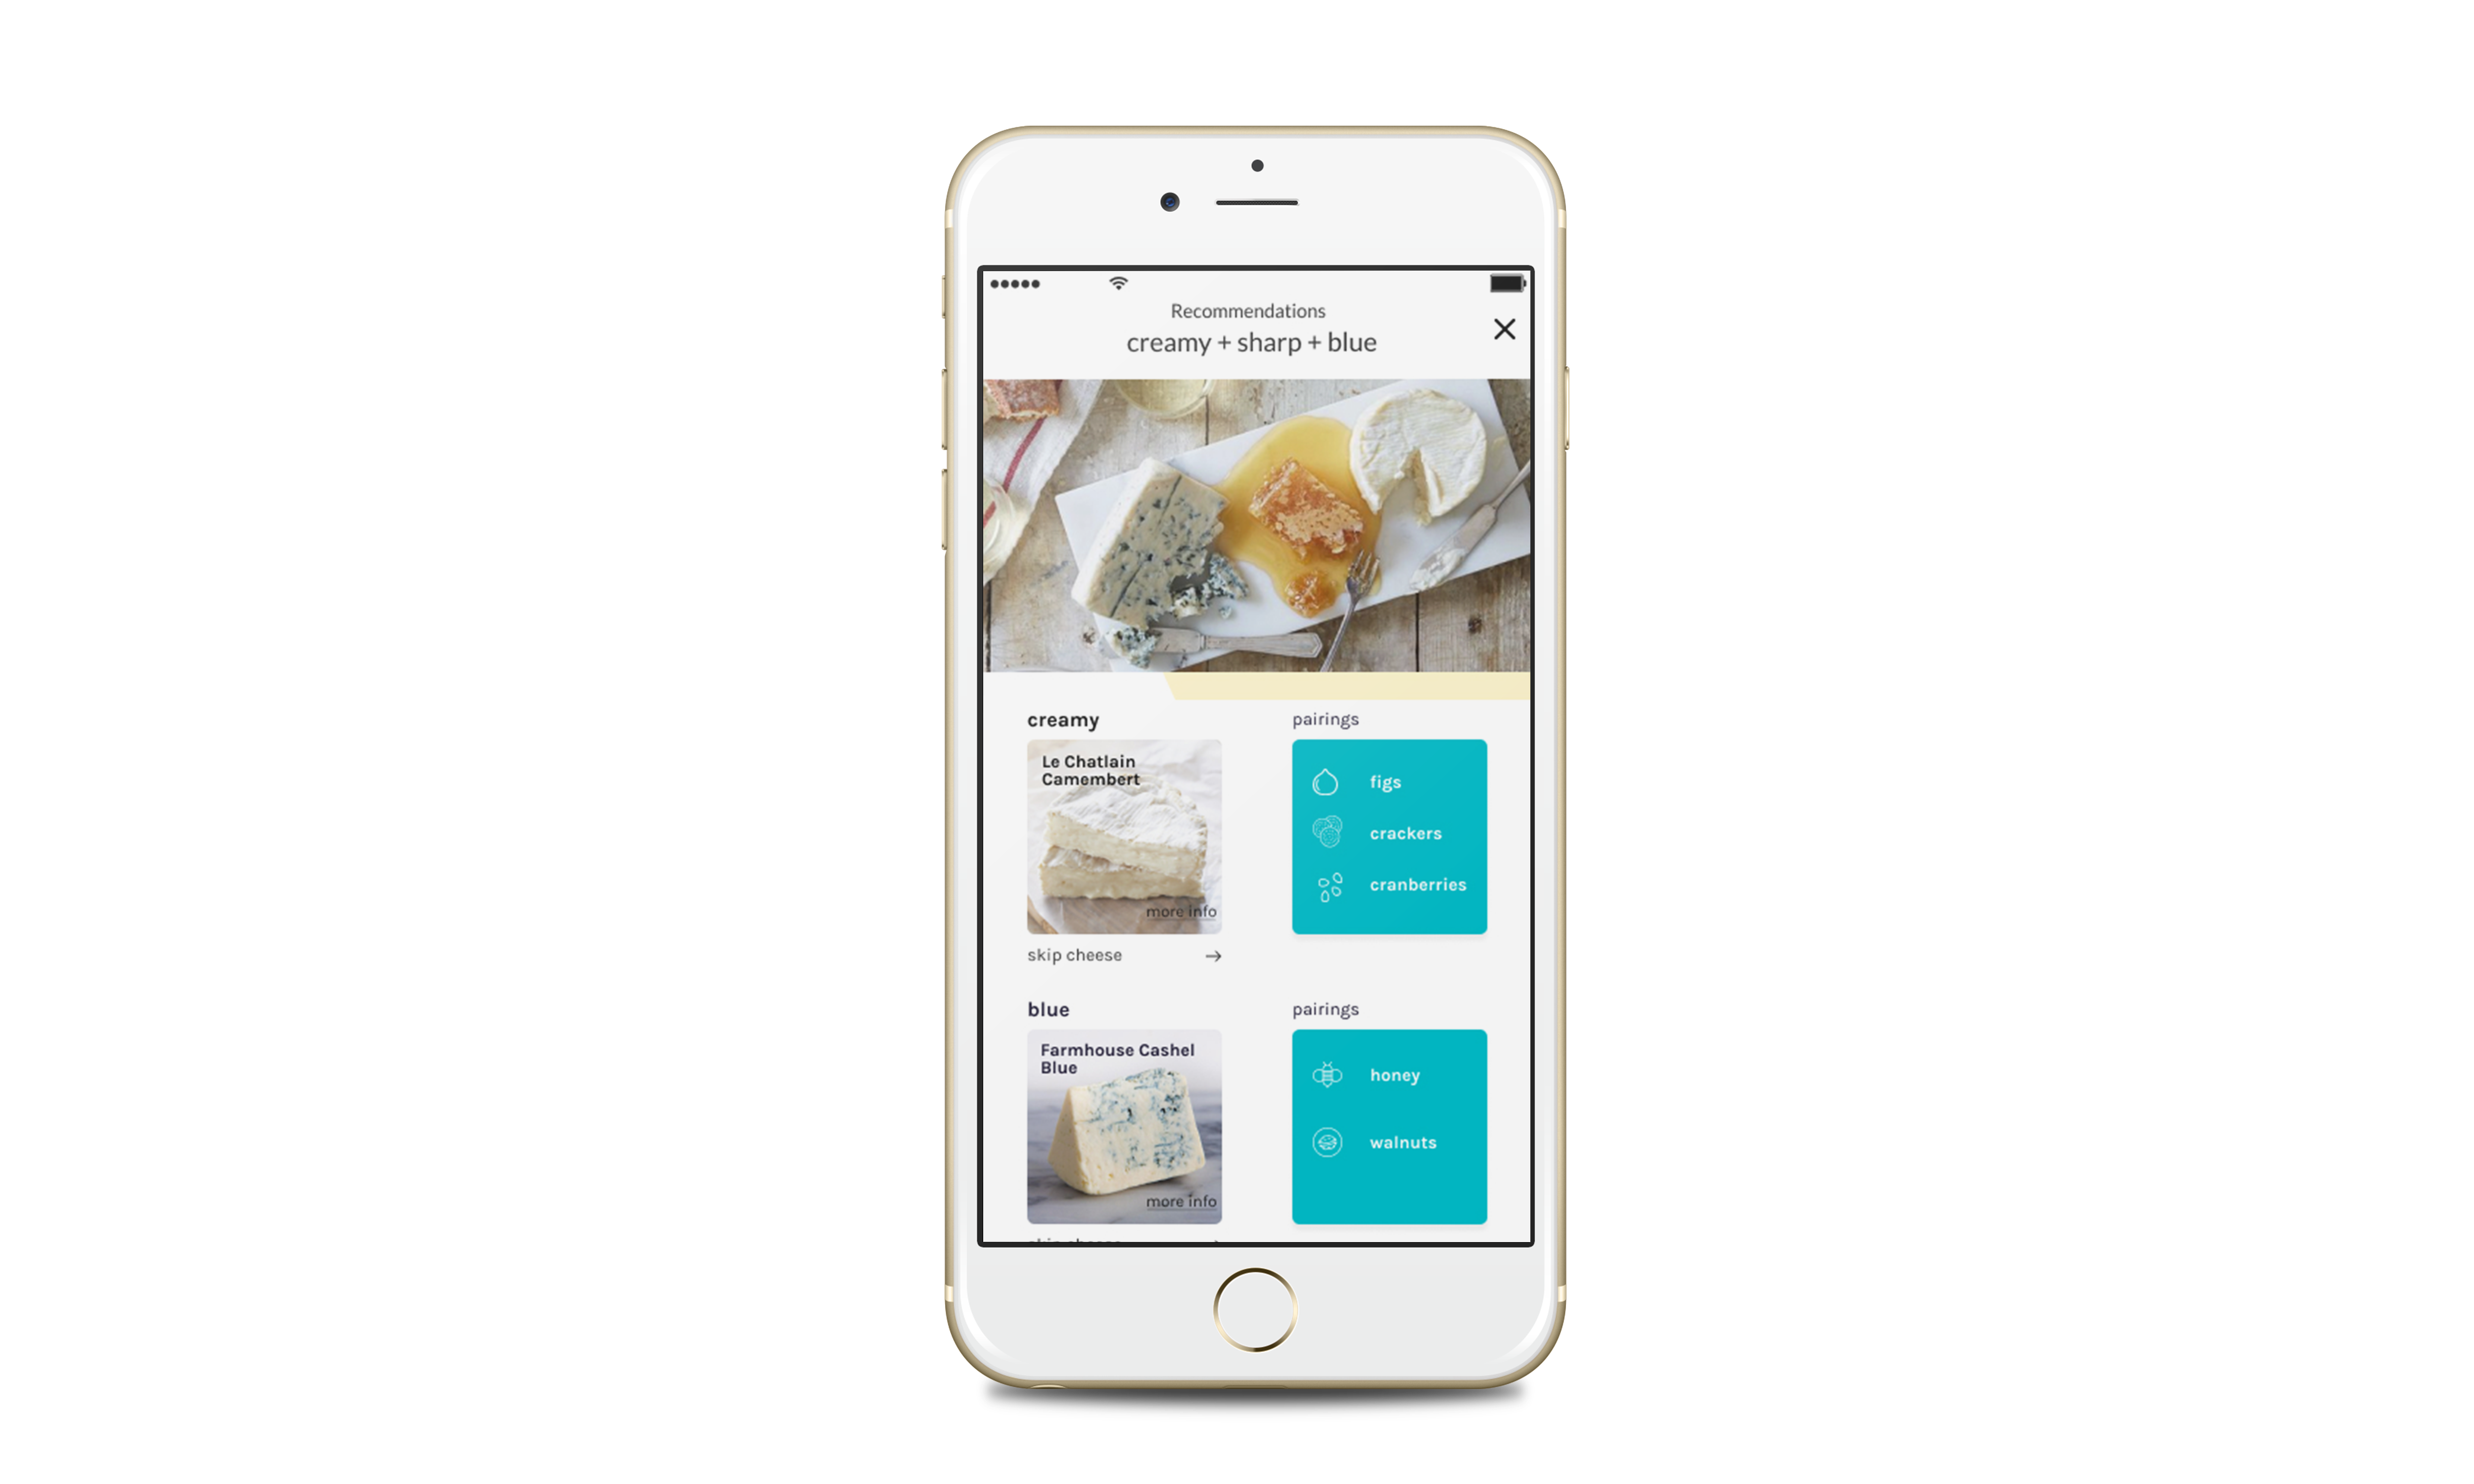 Recommendations
creamy + sharp + blue
creamy
pairings
Le Chatlain
Camembert
more info
figs
crackers
cranberries
skip cheese
blue
pairings
Farmhouse Cashel
Blue
more info
honey
walnuts